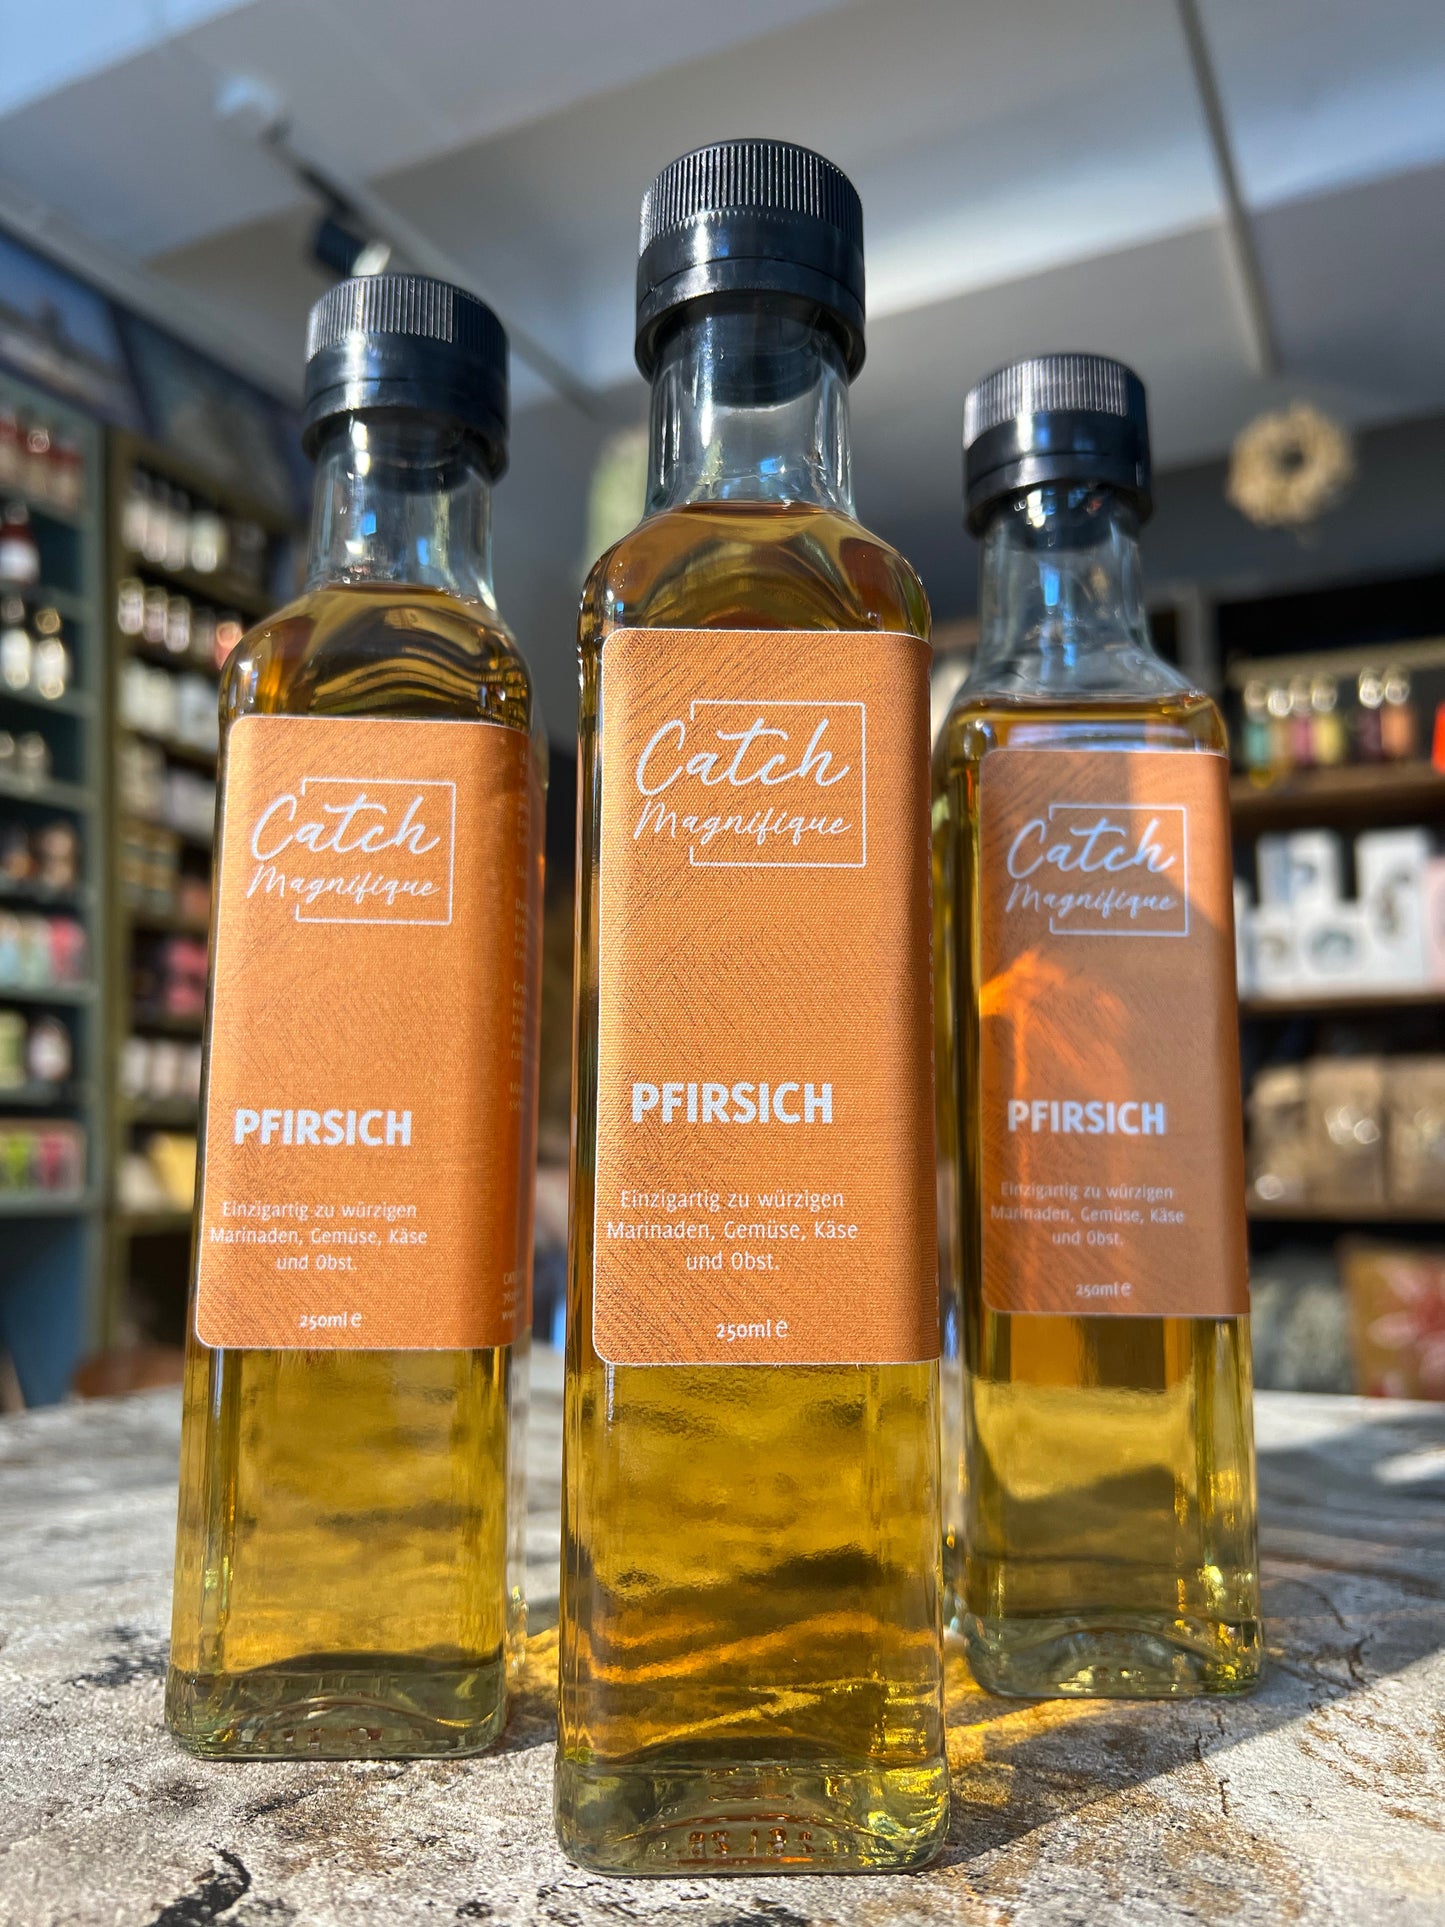 Catch
Magnifique
PFIRSICH
Einzigartig zu würzigen
Marinaden, Gemüse, Käse
und Obst.
250ml e
Catch
Magnifique
PFIRSICH
Einzigartig zu würzigen
Marinaden, Gemüse, Käse
und Obst.
250ml e
Catch
Magnifique
PFIRSICH
Einzigartig zu würzigen
Marinaden, Gemüse, Käse
und Obst.
250ml e